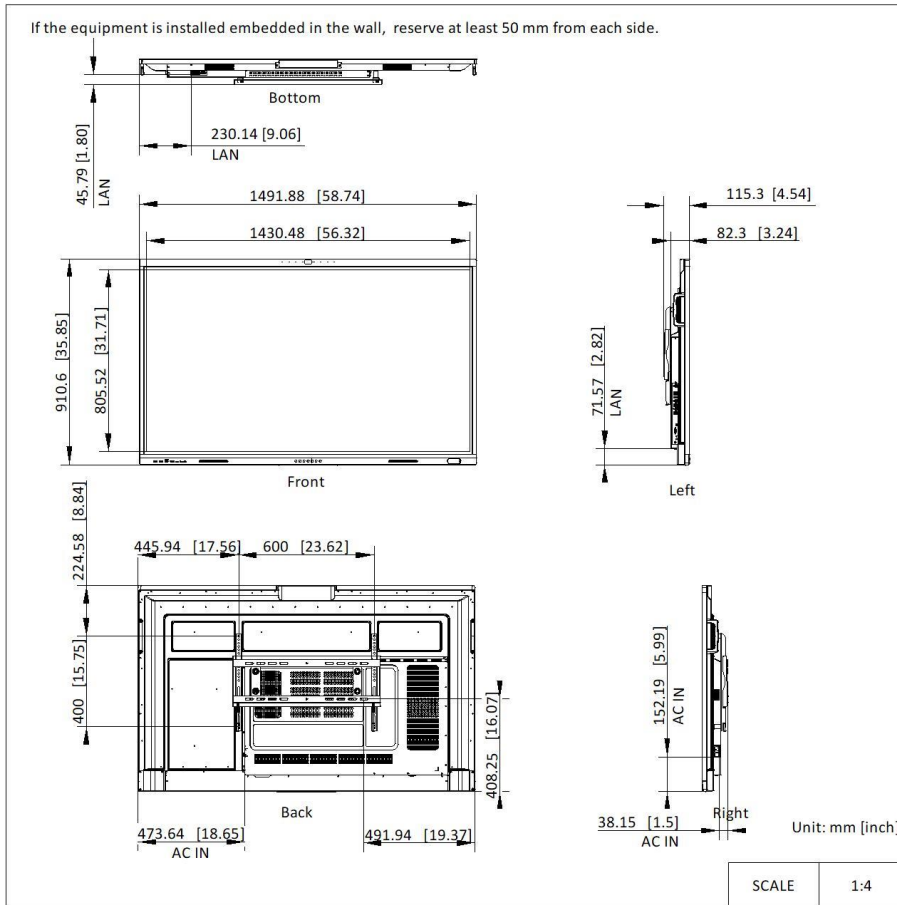 If the equipment is installed embedded in the wall, reserve at least 50 mm from each side.
Bottom
230.14 [9.06]
LAN
45.79 [1.80]
LAN
1491.88 [58.74]
1430.48 [56.32]
910.6 [35.85]
805.52 [31.71]
Front
115.3 [4.54]
82.3 [3.24]
71.57 [2.82]
LAN
Left
224.58 [8.84]
445.94 [17.56]
600 [23.62]
400 [15.75]
408.25 [16.07]
Back
473.64 [18.65]
AC IN
491.94 [19.37]
152.19 [5.99]
AC IN
Right
38.15 [1.5]
AC IN
Unit: mm [inch]
SCALE
1:4